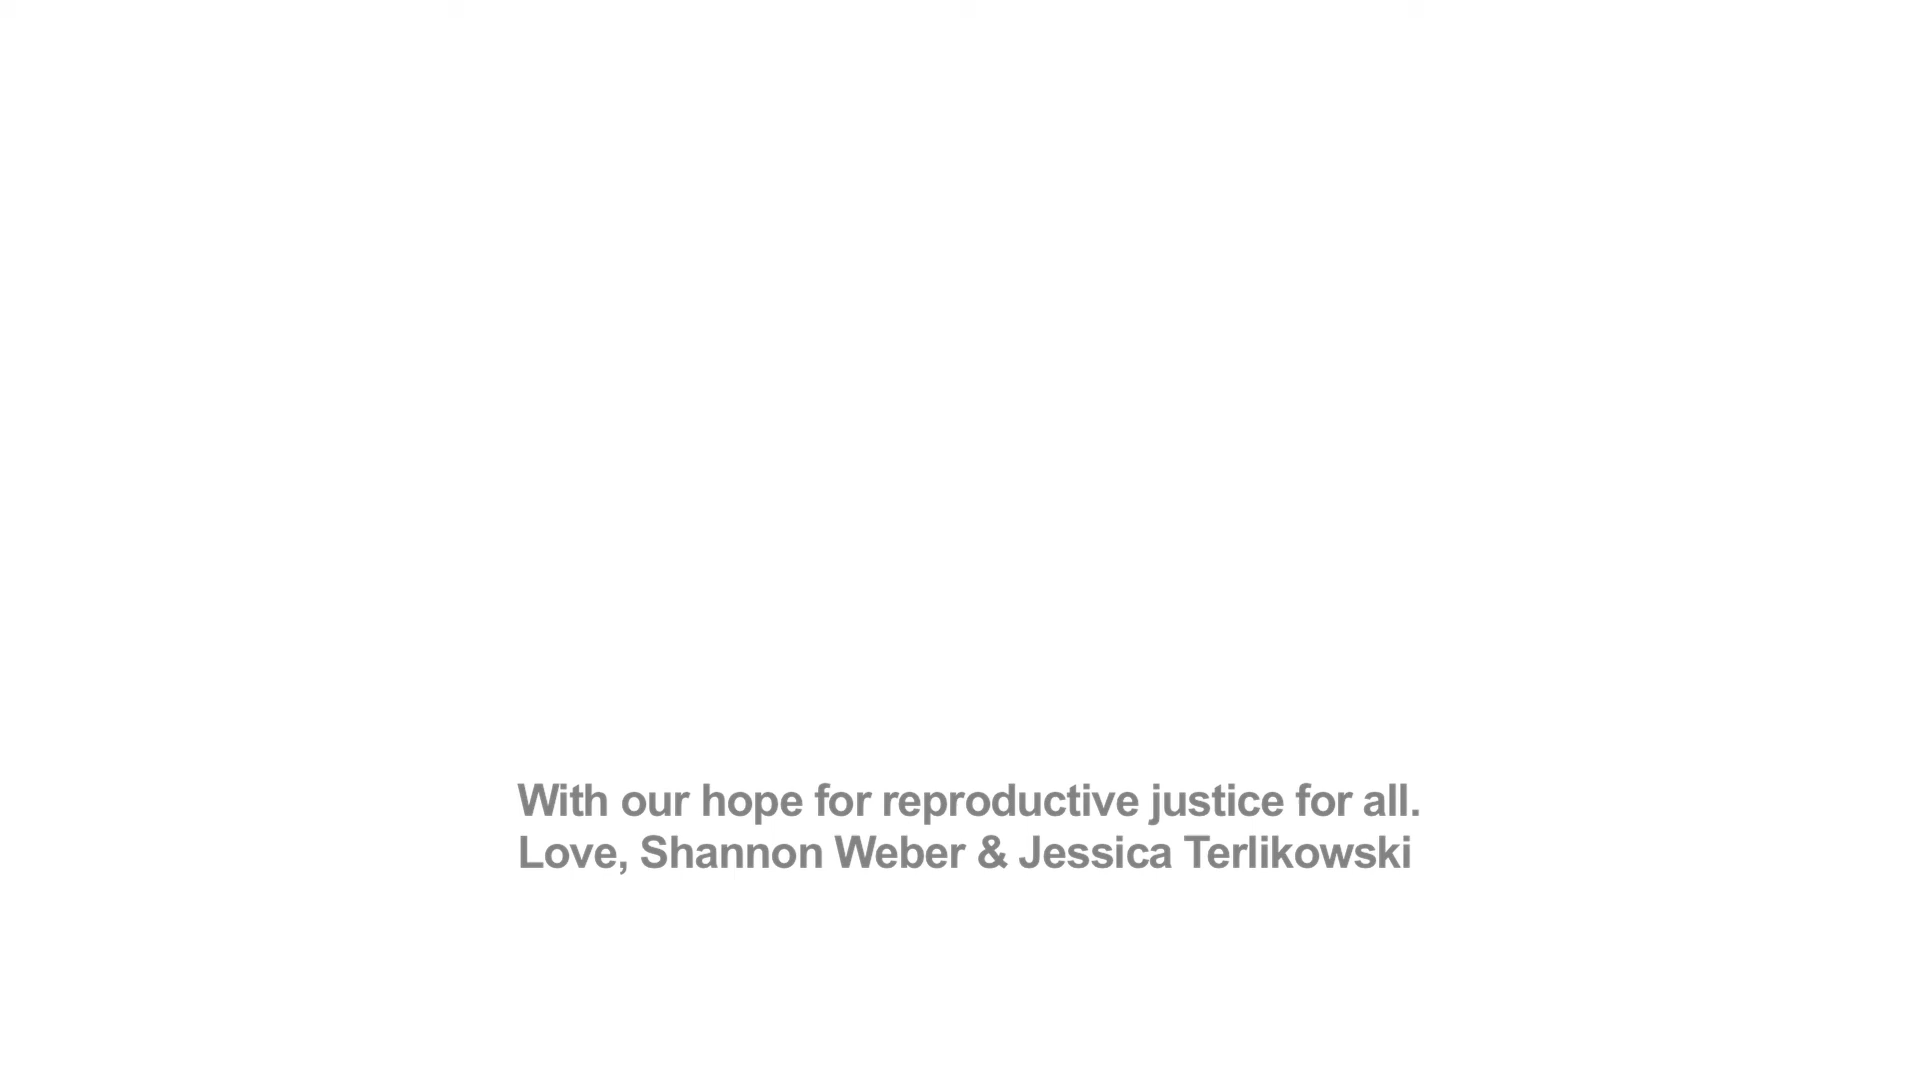 With our hope for reproductive justice for all.
Love, Shannon Weber & Jessica Terlikowski